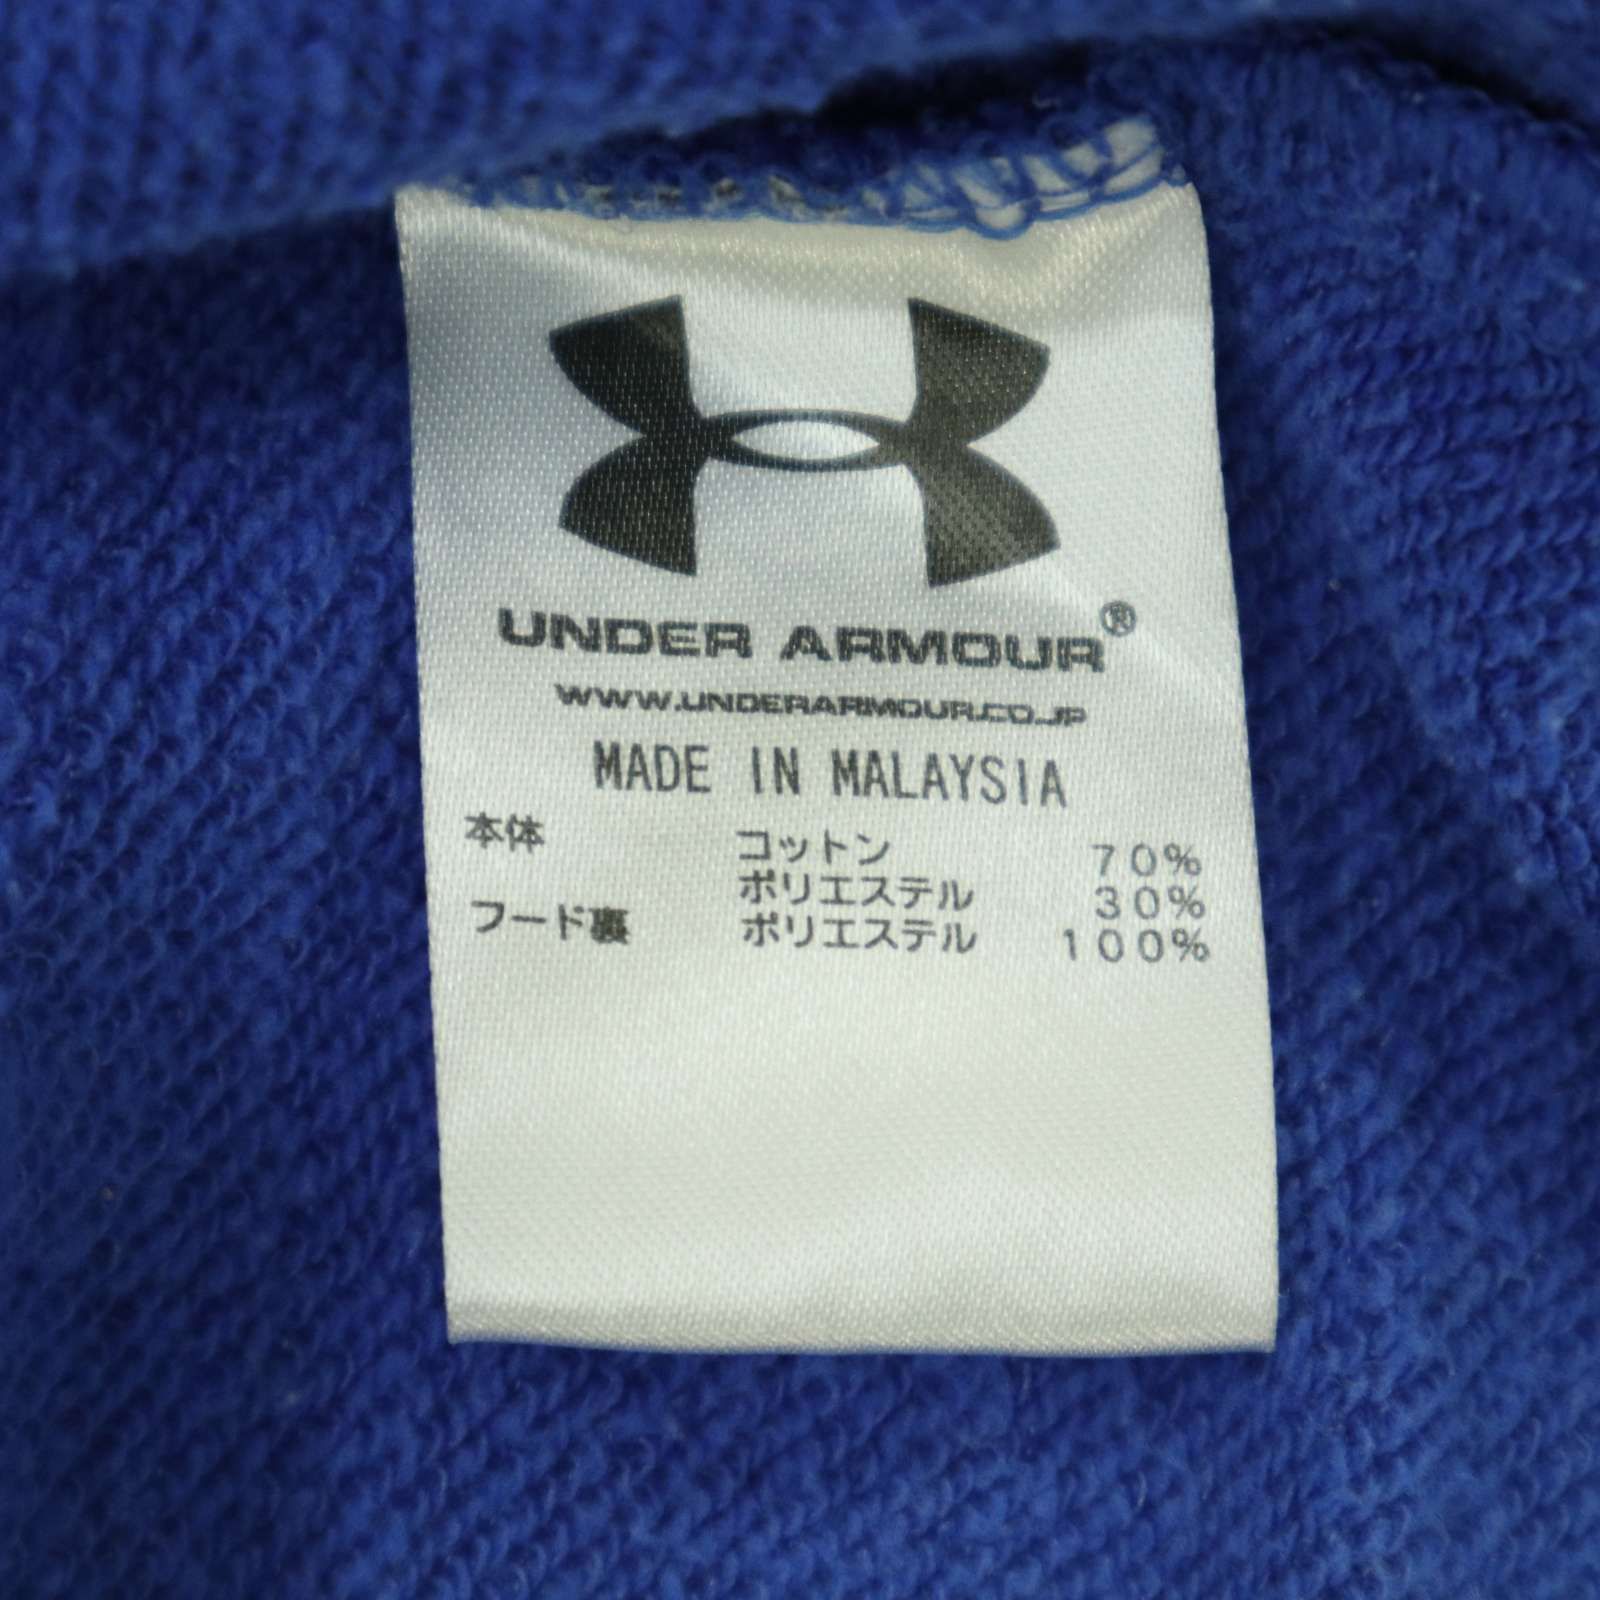 UNDER ARMOUR®
WWW.UNDERARMOUR.CO.JP
MADE IN MALAYSIA
本体 コットン 70%
ポリエステル 30%
フード裏 ポリエステル 100%